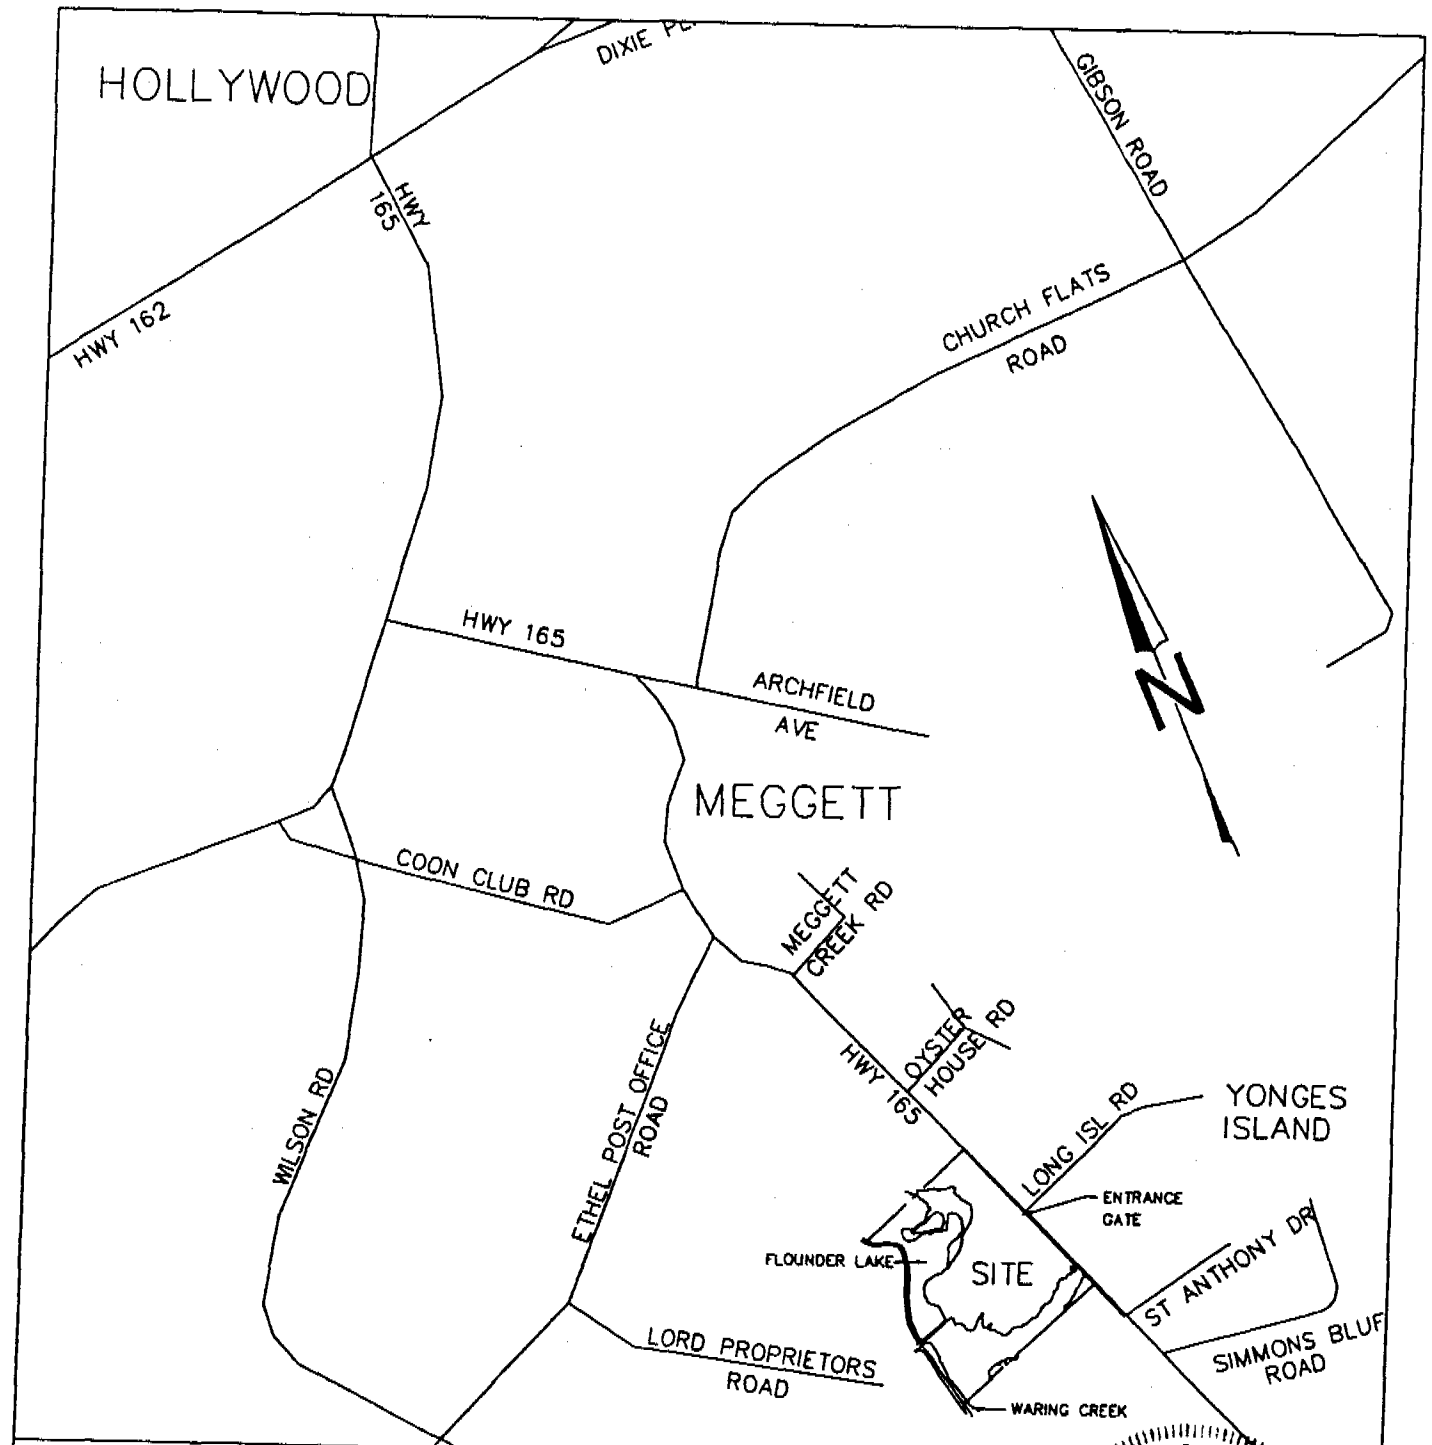 DIXIE
HOLLYWOOD
GIBSON ROAD
HWY
165
HWY 162
CHURCH FLATS
ROAD
HWY 165
ARCHFIELD
AVE
N
MEGGETT
COON CLUB RD
MEGGETT
CREEK RD
OYSTER
HOUSE RD
HWY 165
WILSON RD
ETHEL POST OFFICE
ROAD
LONG ISL RD
YONGES
ISLAND
ENTRANCE
GATE
ST ANTHONY DR
FLOUNDER LAKE
SITE
LORD PROPRIETORS
ROAD
SIMMONS BLUF
ROAD
WARING CREEK